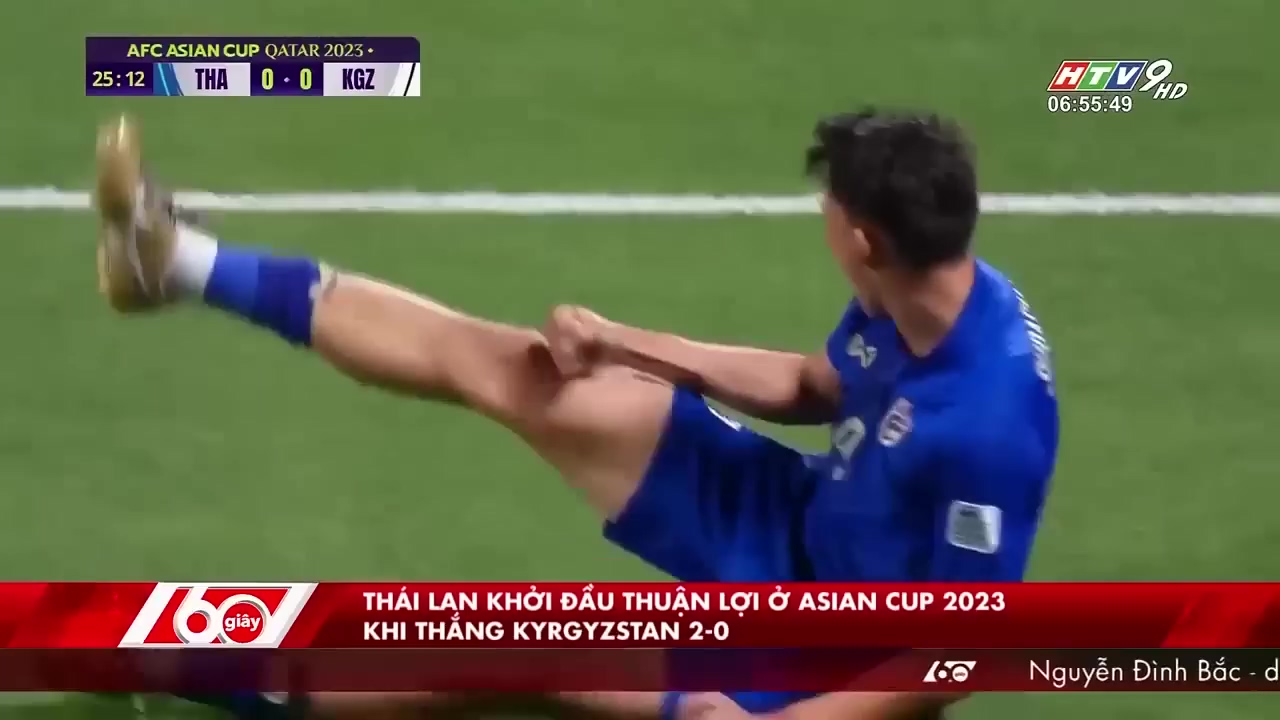 AFC ASIAN CUP QATAR 2023
25:12 THA 0 - 0 KGZ
HTV9 HD
06:55:49
60 giây
THÁI LAN KHỞI ĐẦU THUẬN LỢI Ở ASIAN CUP 2023
KHI THẮNG KYRGYZSTAN 2-0
60 giây Nguyễn Đình Bắc - d